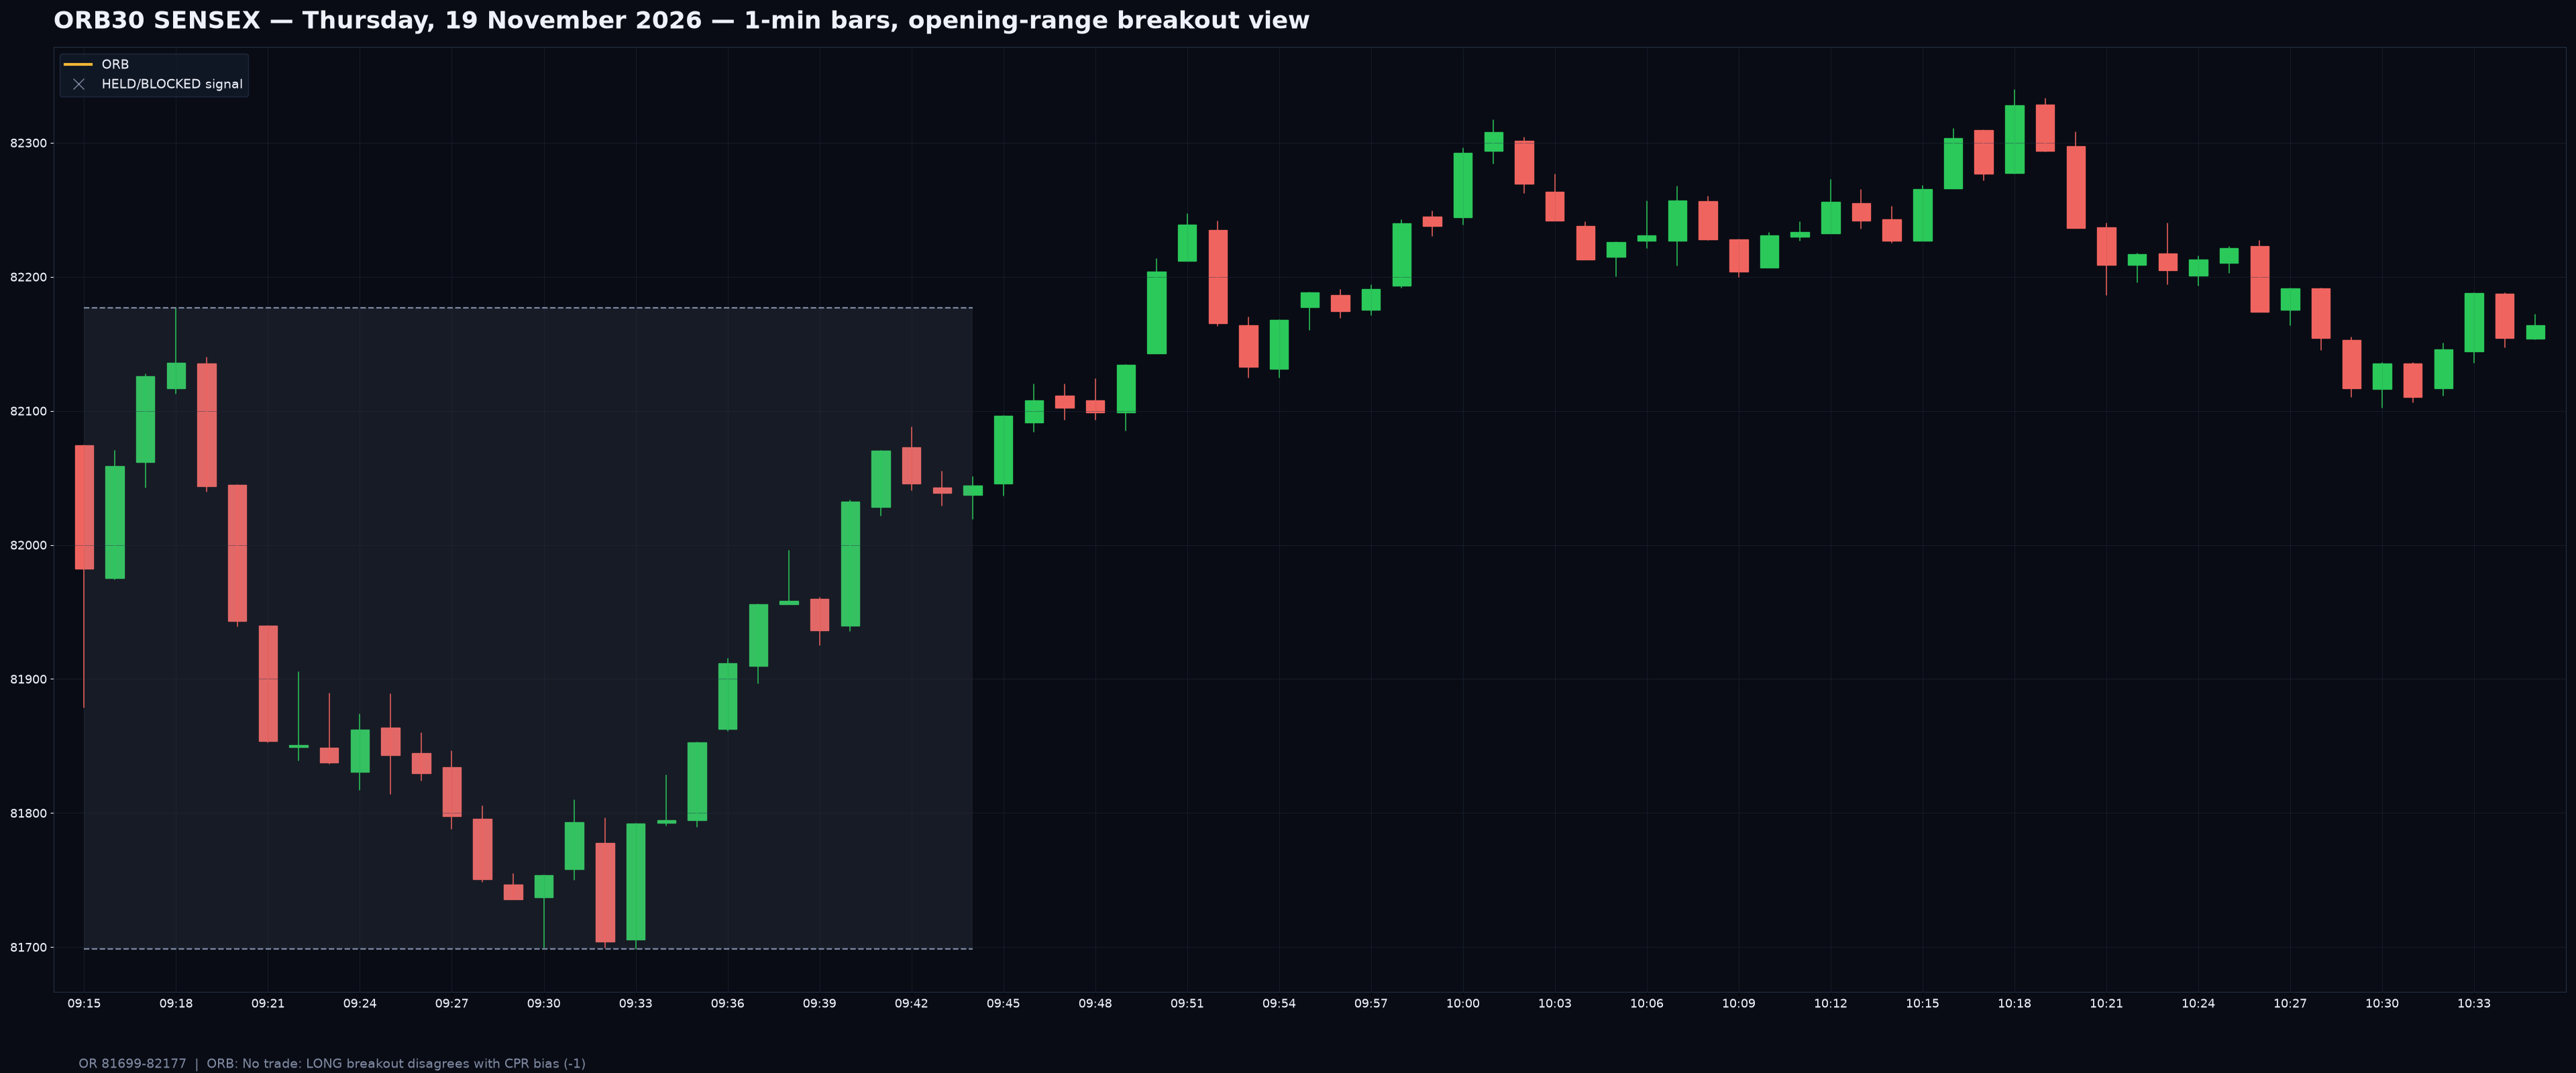 ORB30 SENSEX — Thursday, 19 November 2026 — 1-min bars, opening-range breakout view
ORB
HELD/BLOCKED signal
82300
82200
82100
82000
81900
81800
81700
09:15 09:18 09:21 09:24 09:27 09:30 09:33 09:36 09:39 09:42 09:45 09:48 09:51 09:54 09:57 10:00 10:03 10:06 10:09 10:12 10:15 10:18 10:21 10:24 10:27 10:30 10:33
OR 81699-82177 | ORB: No trade: LONG breakout disagrees with CPR bias (-1)